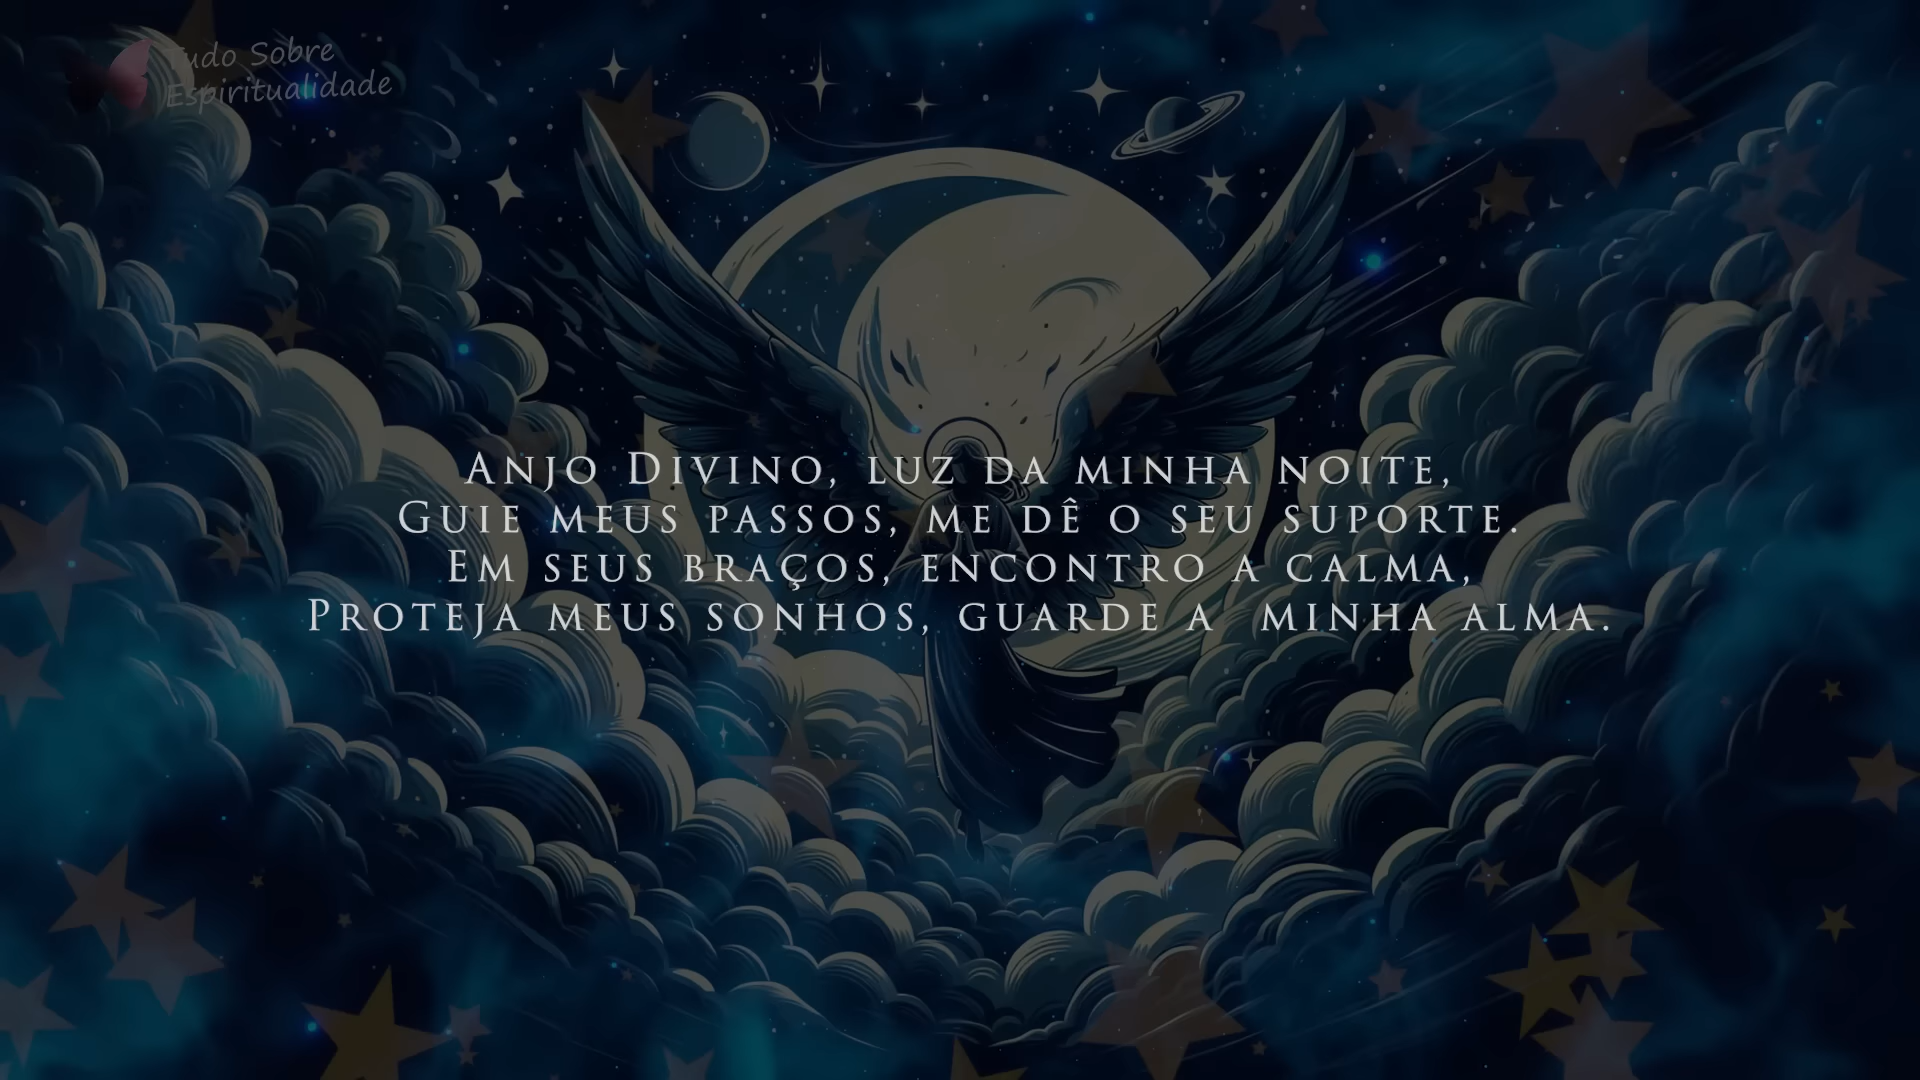 Tudo Sobre
Espiritualidade
Anjo Divino, luz da minha noite,
Guie meus passos, me dê o seu suporte.
Em seus braços, encontro a calma,
Proteja meus sonhos, guarde a minha alma.